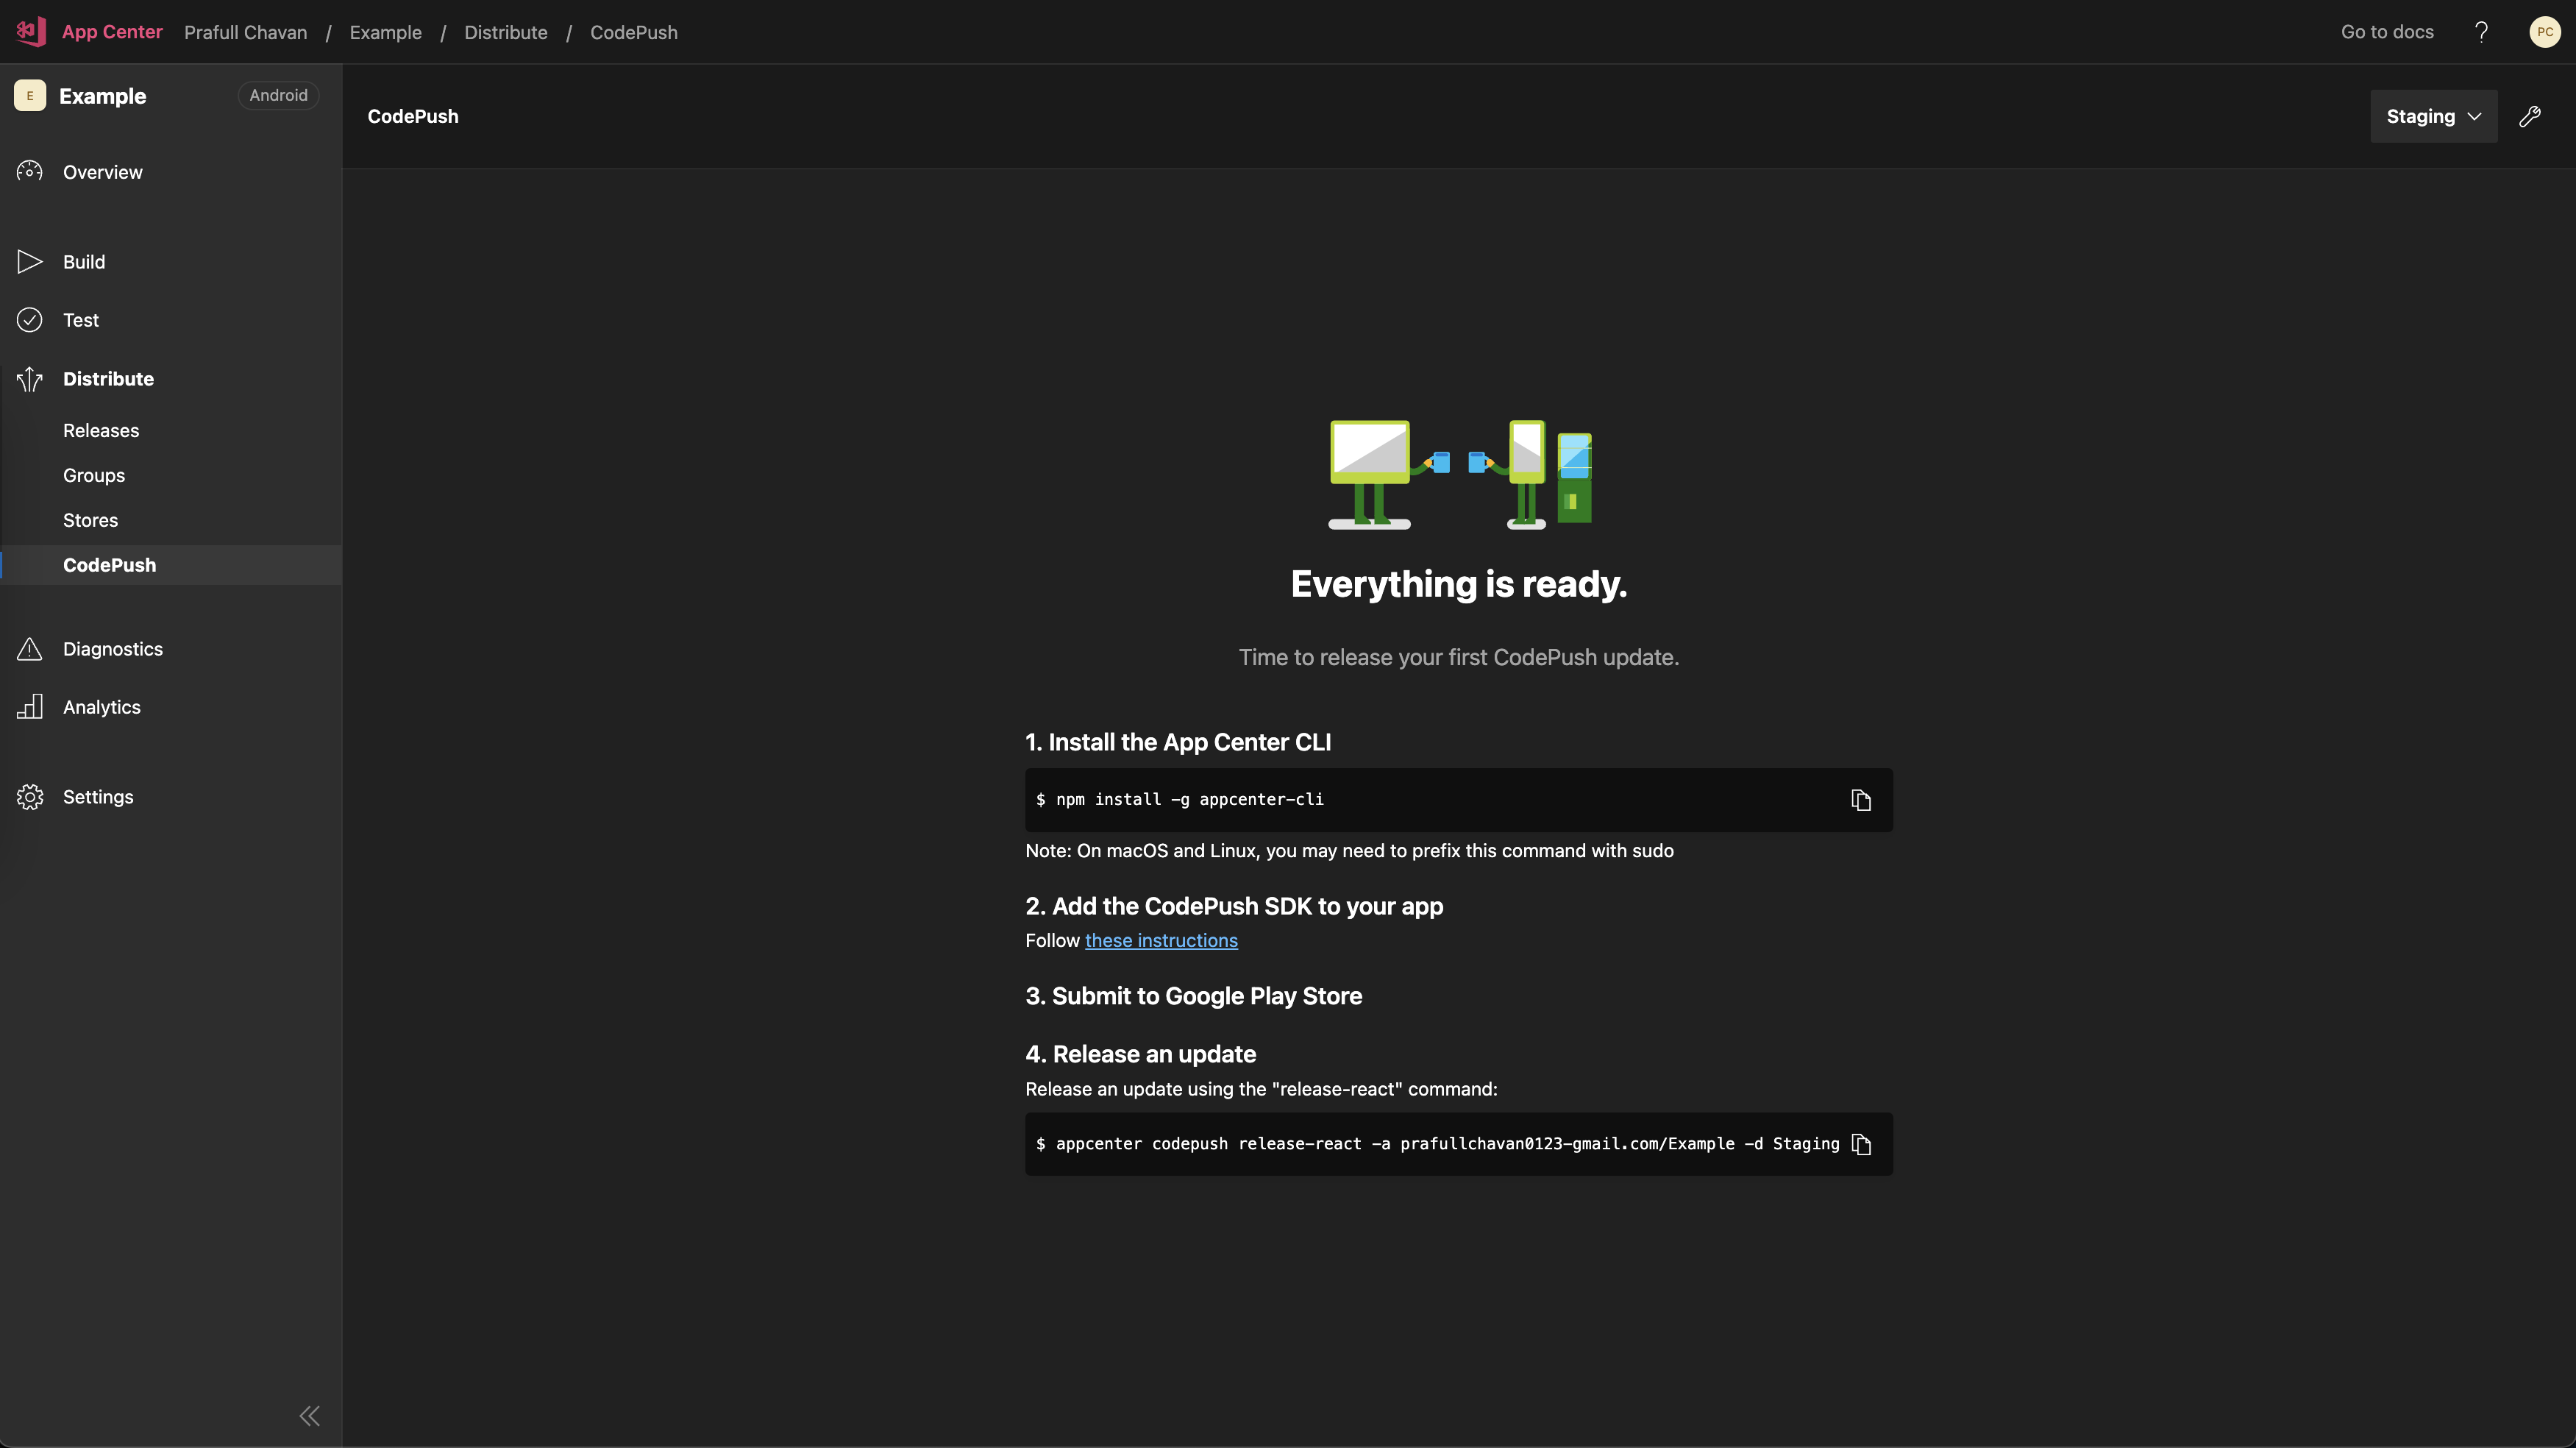 App Center Prafull Chavan / Example / Distribute / CodePush Go to docs ? PC
E Example Android
CodePush
Staging
Overview
Build
Test
Distribute
Releases
Groups
Stores
CodePush
Diagnostics
Analytics
Settings
Everything is ready.
Time to release your first CodePush update.
1. Install the App Center CLI
$ npm install -g appcenter-cli
Note: On macOS and Linux, you may need to prefix this command with sudo
2. Add the CodePush SDK to your app
Follow these instructions
3. Submit to Google Play Store
4. Release an update
Release an update using the "release-react" command:
$ appcenter codepush release-react -a prafullchavan0123-gmail.com/Example -d Staging